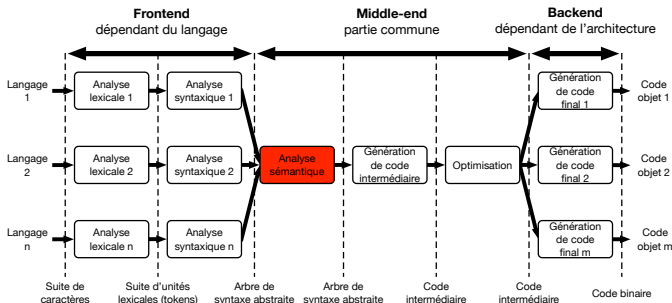 Frontend
dépendant du langage
Middle-end
partie commune
Backend
dépendant de l'architecture
Langage
1
Analyse
lexicale 1
Analyse
syntaxique 1
Génération
de code
final 1
Code
objet 1
Langage
2
Analyse
lexicale 2
Analyse
syntaxique 2
Analyse
sémantique
Génération
de code
intermédiaire
Optimisation
Génération
de code
final 2
Code
objet 2
Langage
n
Analyse
lexicale n
Analyse
syntaxique n
Génération
de code
final m
Code
objet m
Suite de
caractères
Suite d'unités
lexicales (tokens)
Arbre de
syntaxe abstraite
Arbre de
syntaxe abstraite
Code
intermédiaire
Code
intermédiaire
Code binaire